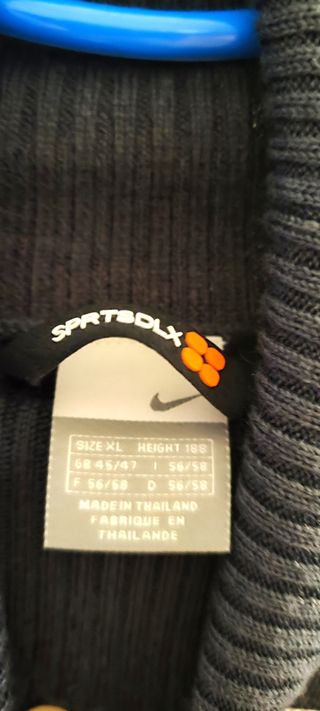 SPRTSDLX
SIZE XL HEIGHT 188
GB 45/47 I 56/58
F 56/58 D 56/58
MADE IN THAILAND
FABRIQUE EN
THAILANDE